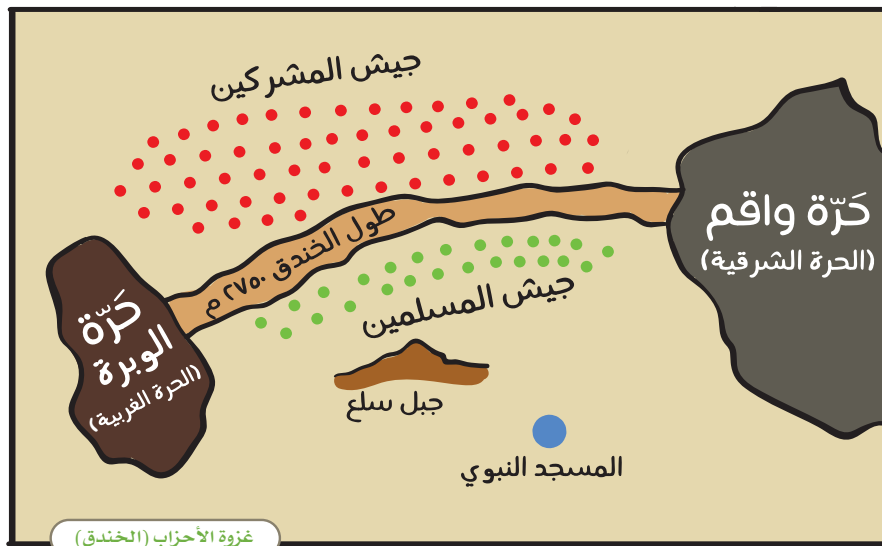 جيش المشركين
حَرّة واقم
(الحرة الشرقية)
طول الخندق ٢٧٥٠ م
جيش المسلمين
حَرّة
الوبرة
(الحرة الغربية)
جبل سلع
المسجد النبوي
غزوة الأحزاب (الخندق)